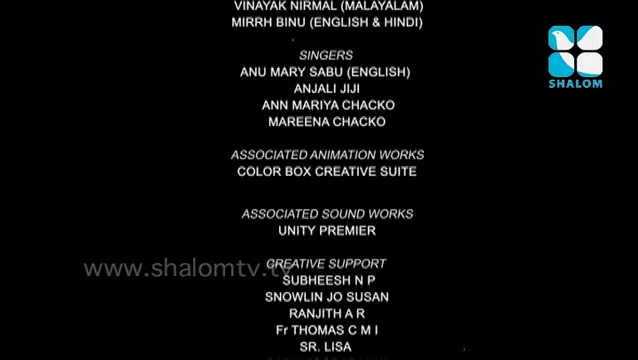 VINAYAK NIRMAL (MALAYALAM)
MIRRH BINU (ENGLISH & HINDI)
SINGERS
ANU MARY SABU (ENGLISH)
ANJALI JIJI
ANN MARIYA CHACKO
MAREENA CHACKO
SHALOM
ASSOCIATED ANIMATION WORKS
COLOR BOX CREATIVE SUITE
ASSOCIATED SOUND WORKS
UNITY PREMIER
CREATIVE SUPPORT
www.shalomtv.tv
SUBHEESH N P
SNOWLIN JO SUSAN
RANJITH A R
Fr THOMAS C M I
SR. LISA